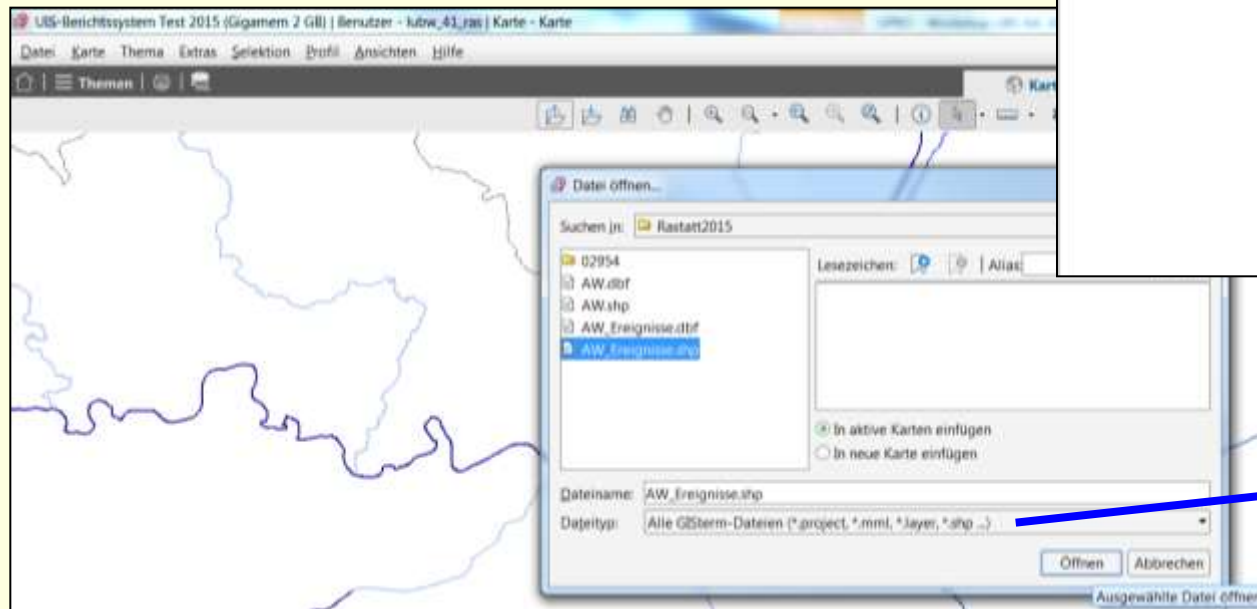 UIS-Berichtssystem Test 2015 (Gigamem 2 GB) | Benutzer - lubw_41_ras | Karte - Karte
Datei Karte Thema Extras Selektion Profil Ansichten Hilfe
Themen
Kart
Datei öffnen...
Suchen in: Rastatt2015
02954
AW.dbf
AW.shp
AW_Ereignisse.dbf
AW_Ereignisse.shp
Lesezeichen: | Alias:
In aktive Karten einfügen
In neue Karte einfügen
Dateiname: AW_Ereignisse.shp
Dateityp: Alle GISterm-Dateien (*.project, *.mml, *.layer, *.shp ...)
Öffnen Abbrechen
Ausgewählte Datei öffnen